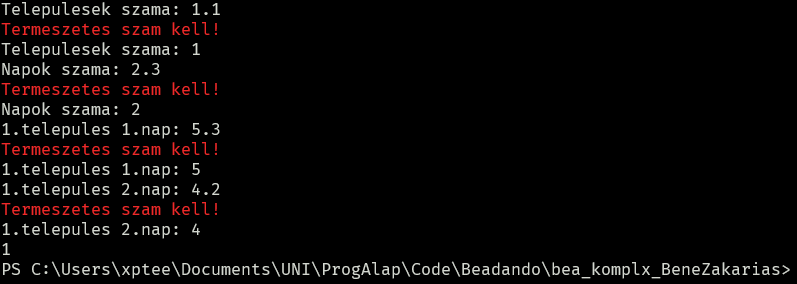 Telepulesek szama: 1.1
Termeszetes szam kell!
Telepulesek szama: 1
Napok szama: 2.3
Termeszetes szam kell!
Napok szama: 2
1.telepules 1.nap: 5.3
Termeszetes szam kell!
1.telepules 1.nap: 5
1.telepules 2.nap: 4.2
Termeszetes szam kell!
1.telepules 2.nap: 4
1
PS C:\Users\xptee\Documents\UNI\ProgAlap\Code\Beadando\bea_komplx_BeneZakarias>